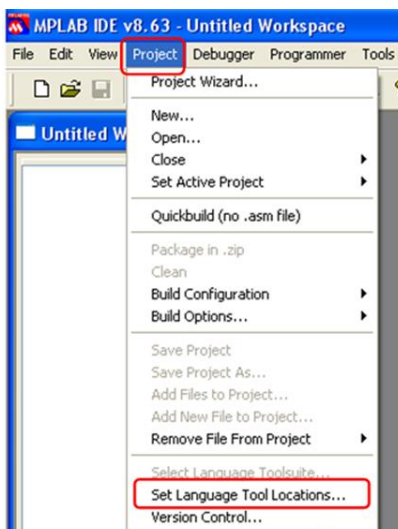 MPLAB IDE v8.63 - Untitled Workspace
File Edit View Project Debugger Programmer Tools
Project Wizard...
Untitled W
New...
Open...
Close
Set Active Project
Quickbuild (no .asm file)
Package in .zip
Clean
Build Configuration
Build Options...
Save Project
Save Project As...
Add Files to Project...
Add New File to Project...
Remove File From Project
Select Language Toolsuite...
Set Language Tool Locations...
Version Control...